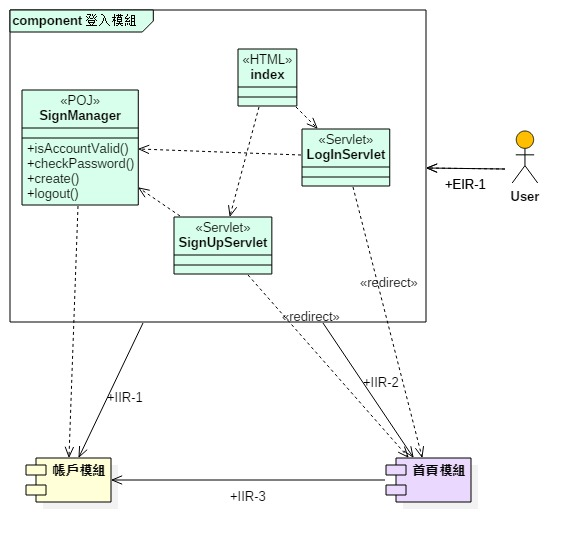 component 登入模組
«HTML»
index
«POJ»
SignManager
+isAccountValid()
+checkPassword()
+create()
+logout()
«Servlet»
LogInServlet
+EIR-1
User
«Servlet»
SignUpServlet
«redirect»
«redirect»
+IIR-1
+IIR-2
帳戶模組
首頁模組
+IIR-3